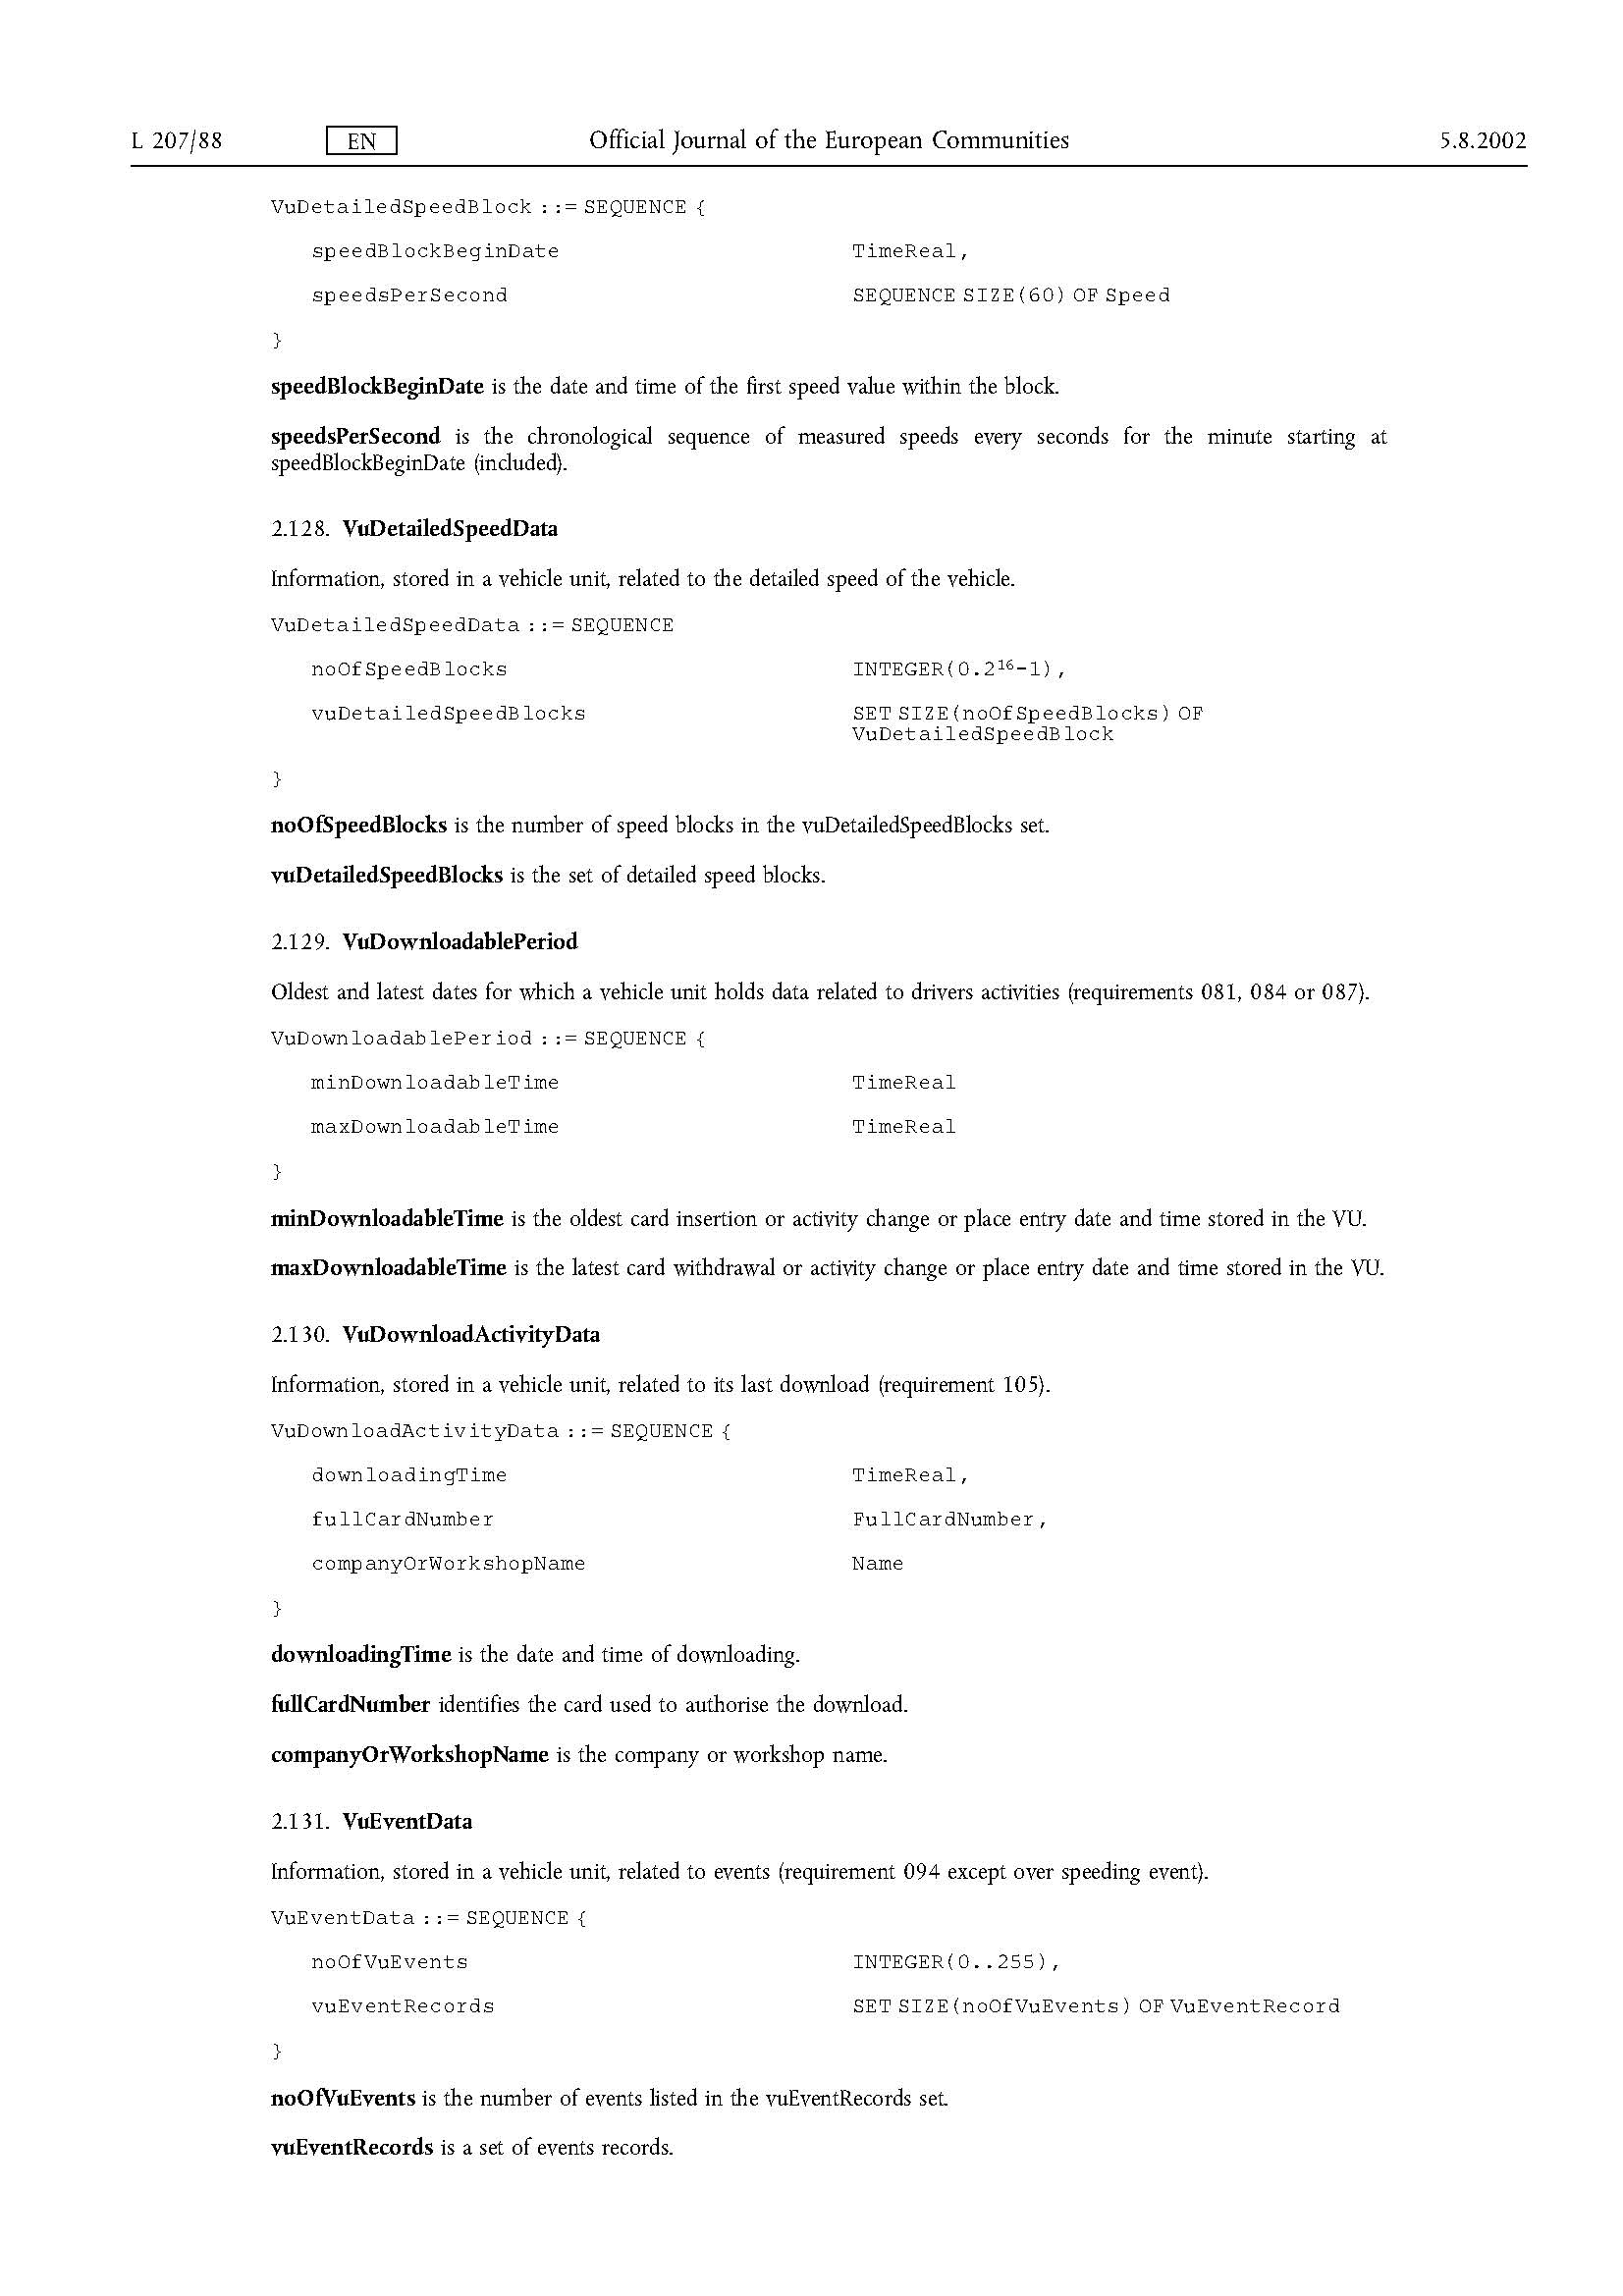 L 207/88 EN Official Journal of the European Communities 5.8.2002
VuDetailedSpeedBlock ::= SEQUENCE {
speedBlockBeginDate TimeReal,
speedsPerSecond SEQUENCE SIZE(60) OF Speed
}
speedBlockBeginDate is the date and time of the first speed value within the block.
speedsPerSecond is the chronological sequence of measured speeds every seconds for the minute starting at
speedBlockBeginDate (included).
2.128. VuDetailedSpeedData
Information, stored in a vehicle unit, related to the detailed speed of the vehicle.
VuDetailedSpeedData ::= SEQUENCE
noOfSpeedBlocks INTEGER(0.2¹⁶-1),
vuDetailedSpeedBlocks SET SIZE(noOfSpeedBlocks) OF
VuDetailedSpeedBlock
}
noOfSpeedBlocks is the number of speed blocks in the vuDetailedSpeedBlocks set.
vuDetailedSpeedBlocks is the set of detailed speed blocks.
2.129. VuDownloadablePeriod
Oldest and latest dates for which a vehicle unit holds data related to drivers activities (requirements 081, 084 or 087).
VuDownloadablePeriod ::= SEQUENCE {
minDownloadableTime TimeReal
maxDownloadableTime TimeReal
}
minDownloadableTime is the oldest card insertion or activity change or place entry date and time stored in the VU.
maxDownloadableTime is the latest card withdrawal or activity change or place entry date and time stored in the VU.
2.130. VuDownloadActivityData
Information, stored in a vehicle unit, related to its last download (requirement 105).
VuDownloadActivityData ::= SEQUENCE {
downloadingTime TimeReal,
fullCardNumber FullCardNumber,
companyOrWorkshopName Name
}
downloadingTime is the date and time of downloading.
fullCardNumber identifies the card used to authorise the download.
companyOrWorkshopName is the company or workshop name.
2.131. VuEventData
Information, stored in a vehicle unit, related to events (requirement 094 except over speeding event).
VuEventData ::= SEQUENCE {
noOfVuEvents INTEGER(0..255),
vuEventRecords SET SIZE(noOfVuEvents) OF VuEventRecord
}
noOfVuEvents is the number of events listed in the vuEventRecords set.
vuEventRecords is a set of events records.